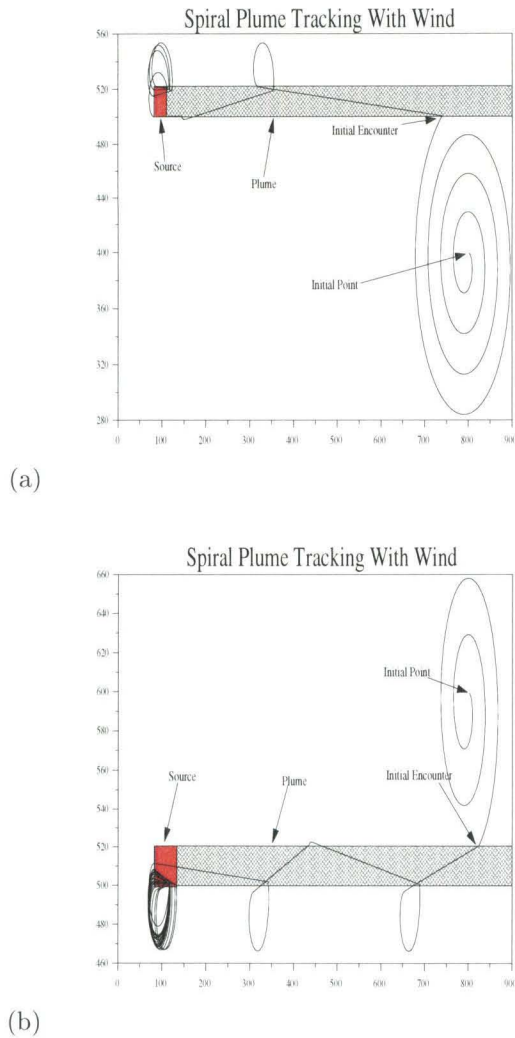 Spiral Plume Tracking With Wind
560
520
480
440
400
360
320
280
Initial Encounter
Source
Plume
Initial Point
0 100 200 300 400 500 600 700 800 900
(a)
Spiral Plume Tracking With Wind
660
640
620
600
580
560
540
520
500
480
460
Initial Point
Source
Plume
Initial Encounter
0 100 200 300 400 500 600 700 800 900
(b)